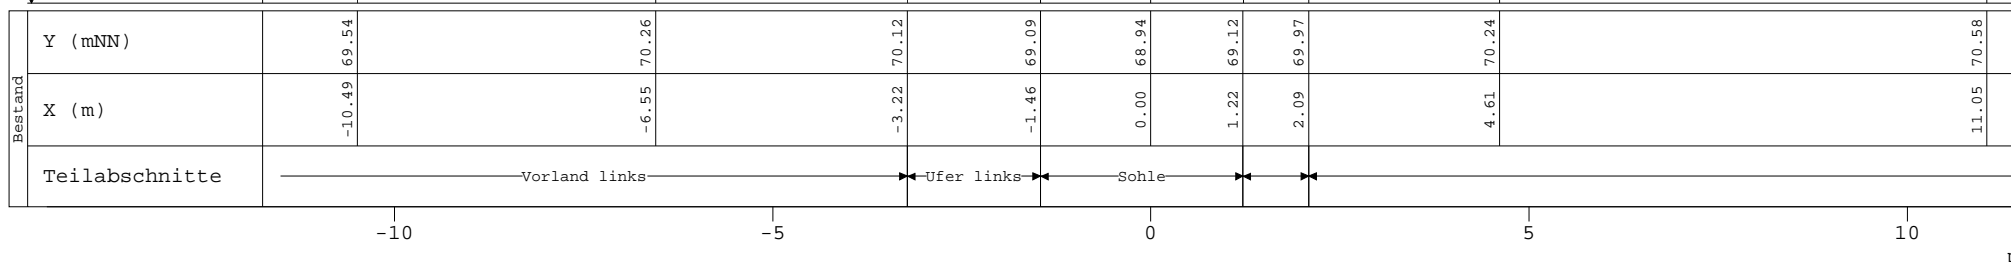 Bestand
Y (mNN) 69.54 70.26 70.12 69.09 68.94 69.12 69.97 70.24 70.58
X (m) -10.49 -6.55 -3.22 -1.46 0.00 1.22 2.09 4.61 11.05
Teilabschnitte Vorland links Ufer links Sohle
-10 -5 0 5 10